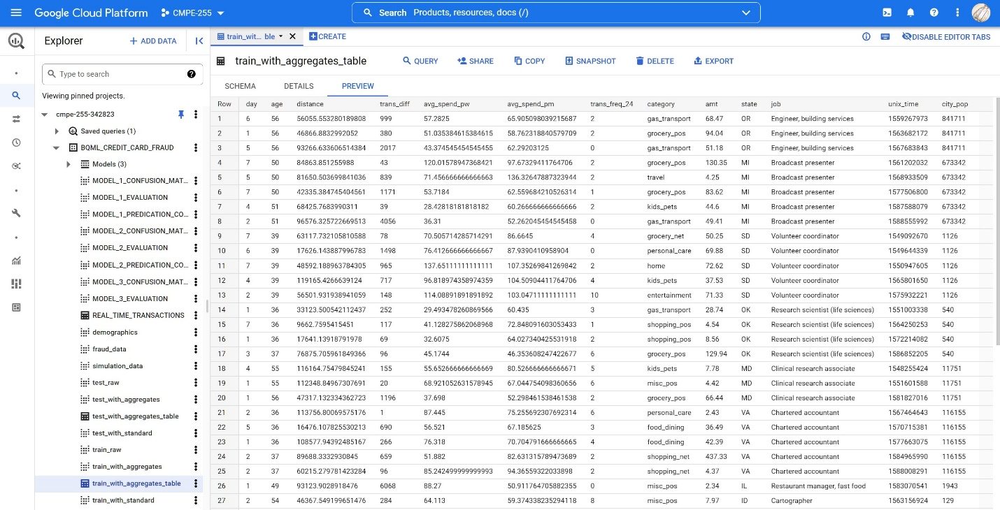 Google Cloud Platform CMPE-255 Search Products, resources, docs (/)
Explorer + ADD DATA
Type to search
Viewing pinned projects.
cmpe-255-342823
Saved queries (1)
BQML_CREDIT_CARD_FRAUD
Models (3)
MODEL_1_CONFUSION_MAT...
MODEL_1_EVALUATION
MODEL_1_PREDICATION_CO...
MODEL_2_CONFUSION_MAT...
MODEL_2_EVALUATION
MODEL_2_PREDICATION_CO...
MODEL_3_CONFUSION_MAT...
MODEL_3_EVALUATION
REAL_TIME_TRANSACTIONS
demographics
fraud_data
simulation_data
test_raw
test_with_aggregates
test_with_aggregates_table
test_with_standard
train_raw
train_with_aggregates
train_with_aggregates_table
train_with_standard
train_wit... ble CREATE DISABLE EDITOR TABS
train_with_aggregates_table QUERY SHARE COPY SNAPSHOT DELETE EXPORT
SCHEMA DETAILS PREVIEW
Row day age distance trans_diff avg_spend_pw avg_spend_pm trans_freq_24 category amt state job unix_time city_pop
1 6 56 56055.553280189808 999 57.2825 65.905098039215687 2 gas_transport 68.47 OR Engineer, building services 1559267973 841711
2 1 56 46866.8832992052 380 51.035384615384615 58.762318840579709 2 grocery_pos 94.04 OR Engineer, building services 1563682172 841711
3 5 56 93266.633606514384 2017 43.374545454545455 62.29203125 0 gas_transport 51.18 OR Engineer, building services 1567683843 841711
4 7 50 84863.851255988 43 120.01578947368421 97.67329411764706 2 grocery_pos 130.35 MI Broadcast presenter 1561202032 673342
5 5 50 81650.503699841036 839 71.456666666666663 136.32647887323944 2 travel 4.25 MI Broadcast presenter 1568933509 673342
6 7 50 42335.384745404561 1171 53.7184 62.559684210526314 1 grocery_pos 83.62 MI Broadcast presenter 1577506800 673342
7 4 51 68425.7683990311 39 28.42818181818182 60.266666666666666 2 kids_pets 44.6 MI Broadcast presenter 1587588079 673342
8 2 51 96576.325722669513 4056 36.31 52.262045454545458 0 gas_transport 49.41 MI Broadcast presenter 1588555992 673342
9 7 39 63117.732105810588 78 70.505714285714291 86.6645 4 grocery_net 50.25 SD Volunteer coordinator 1549092670 1126
10 6 39 17626.143887996783 1498 76.412666666666667 87.9390410958904 0 personal_care 69.88 SD Volunteer coordinator 1549644339 1126
11 7 39 48592.188963784305 965 137.65111111111111 107.35269841269842 2 home 72.62 SD Volunteer coordinator 1550947605 1126
12 4 39 119165.4266639124 717 96.818974358974359 104.50904411764706 4 kids_pets 37.53 SD Volunteer coordinator 1565801650 1126
13 2 39 56501.931938941059 148 114.08891891891892 103.04711111111111 10 entertainment 71.33 SD Volunteer coordinator 1575932221 1126
14 1 36 33123.500542112437 252 29.493478260869566 60.435 3 gas_transport 28.74 OK Research scientist (life sciences) 1551003338 540
15 7 36 9662.7595415451 117 41.128275862068968 72.848091603053433 1 shopping_pos 4.54 OK Research scientist (life sciences) 1564250253 540
16 1 36 17641.13918791978 69 32.6075 64.027340425531918 2 shopping_pos 8.56 OK Research scientist (life sciences) 1572214082 540
17 3 37 76875.705961849366 96 45.1744 46.353608247422677 6 grocery_pos 129.94 OK Research scientist (life sciences) 1586852205 540
18 4 55 116164.75479845241 155 55.652666666666669 80.526666666666671 5 kids_pets 7.78 MD Clinical research associate 1548255424 11751
19 1 55 112348.84967307691 20 68.921052631578945 67.044754098360656 6 misc_pos 4.42 MD Clinical research associate 1551601588 11751
20 1 56 47317.132334362723 1196 37.698 52.298461538461538 2 grocery_pos 66.44 MD Clinical research associate 1581827016 11751
21 2 36 113756.80069575176 1 87.445 75.255692307692314 6 personal_care 2.43 VA Chartered accountant 1567464643 116155
22 5 36 16476.107825530213 690 56.521 67.185625 3 food_dining 36.49 VA Chartered accountant 1570715381 116155
23 1 36 108577.94392485167 266 76.318 70.704791666666665 4 food_dining 42.39 VA Chartered accountant 1577663075 116155
24 2 37 89688.3332930845 659 51.882 82.631315789473689 2 shopping_net 437.33 VA Chartered accountant 1584965990 116155
25 2 37 60215.279781423284 96 85.242499999999993 94.36559322033898 2 shopping_net 4.37 VA Chartered accountant 1588008291 116155
26 1 49 93123.9028918476 6068 88.27 50.911764705882355 0 misc_pos 2.34 IL Restaurant manager, fast food 1583070541 1943
27 2 54 46367.549199651476 284 64.113 59.374338235294118 8 misc_pos 7.97 ID Cartographer 1563156924 129